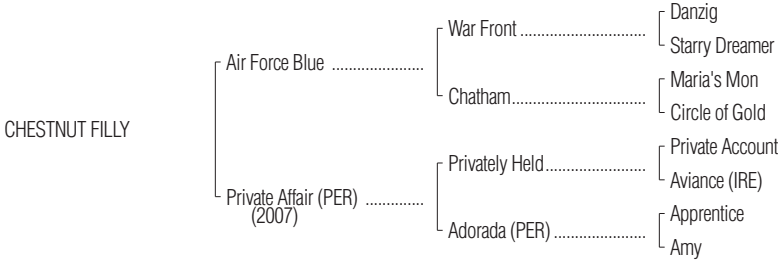 Danzig
War Front ..............................
Starry Dreamer
Air Force Blue ......................
Maria's Mon
Chatham................................
Circle of Gold
CHESTNUT FILLY
Private Account
Privately Held........................
Aviance (IRE)
Private Affair (PER) ..............
(2007)
Apprentice
Adorada (PER) ......................
Amy